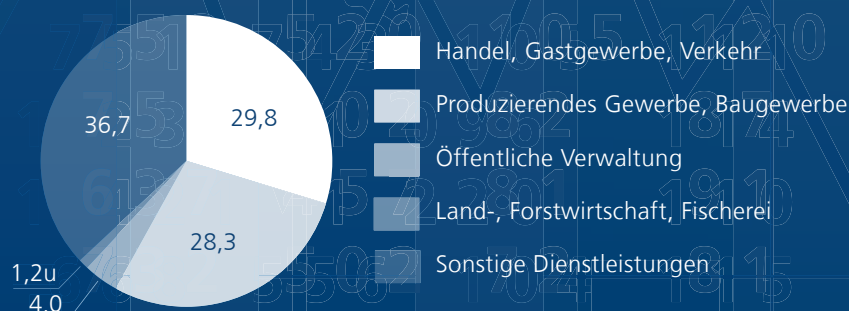 36,7
29,8
28,3
1,2u
4,0
Handel, Gastgewerbe, Verkehr
Produzierendes Gewerbe, Baugewerbe
Öffentliche Verwaltung
Land-, Forstwirtschaft, Fischerei
Sonstige Dienstleistungen